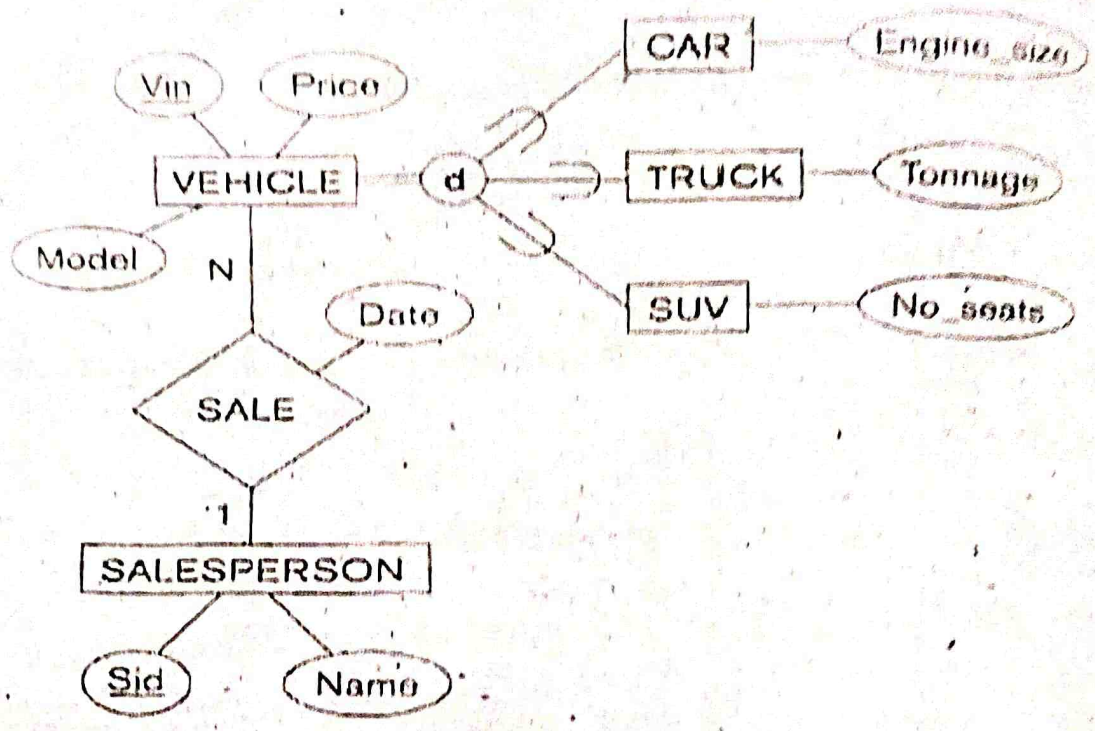 CAR
Engine_size
Vin
Price
VEHICLE
d
TRUCK
Tonnage
Model
N
Date
SUV
No_seats
SALE
1
SALESPERSON
Sid
Name